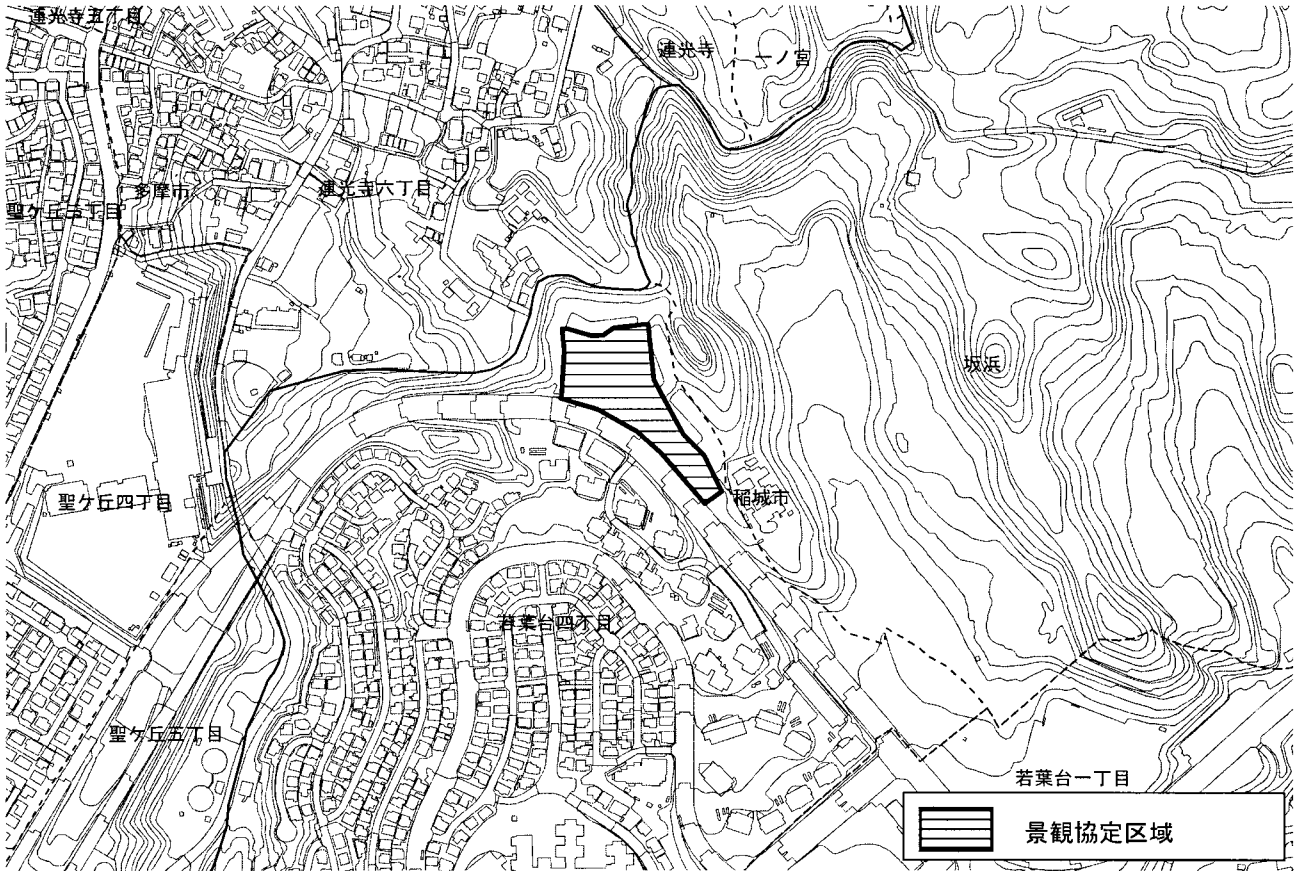 連光寺五丁目
連光寺
一ノ宮
多摩市
連光寺六丁目
聖ケ丘三丁目
坂浜
稲城市
聖ケ丘四丁目
若葉台四丁目
聖ケ丘五丁目
若葉台一丁目
景観協定区域